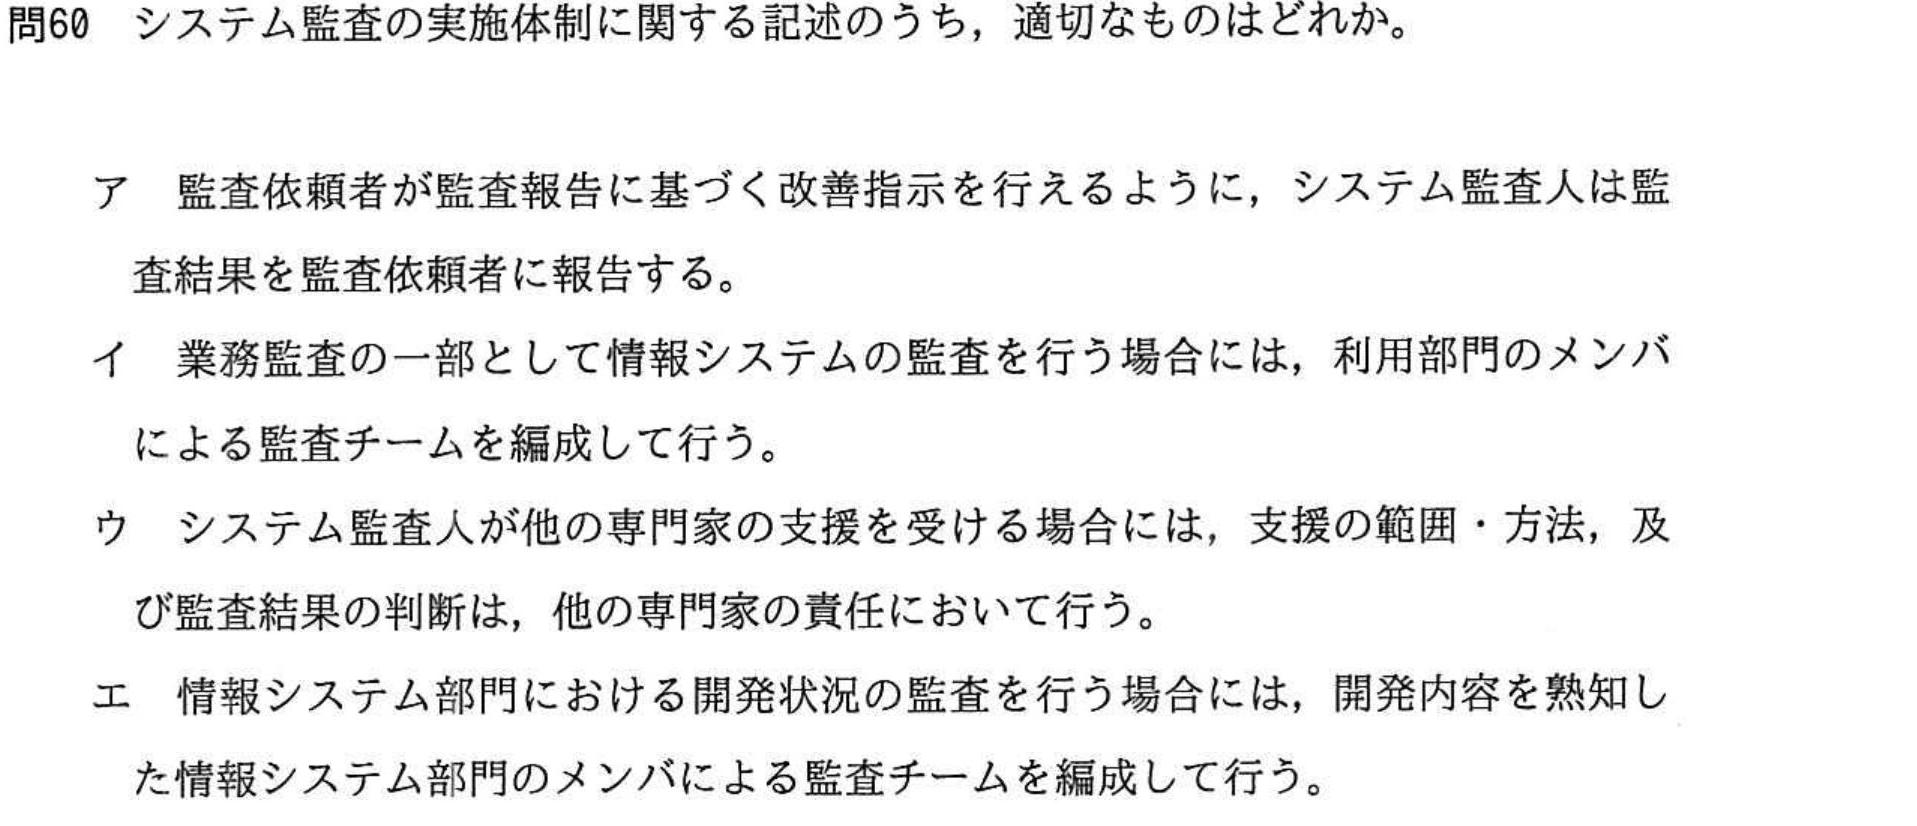 問60　システム監査の実施体制に関する記述のうち，適切なものはどれか。
ア　監査依頼者が監査報告に基づく改善指示を行えるように，システム監査人は監
査結果を監査依頼者に報告する。
イ　業務監査の一部として情報システムの監査を行う場合には，利用部門のメンバ
による監査チームを編成して行う。
ウ　システム監査人が他の専門家の支援を受ける場合には，支援の範囲・方法，及
び監査結果の判断は，他の専門家の責任において行う。
エ　情報システム部門における開発状況の監査を行う場合には，開発内容を熟知し
た情報システム部門のメンバによる監査チームを編成して行う。